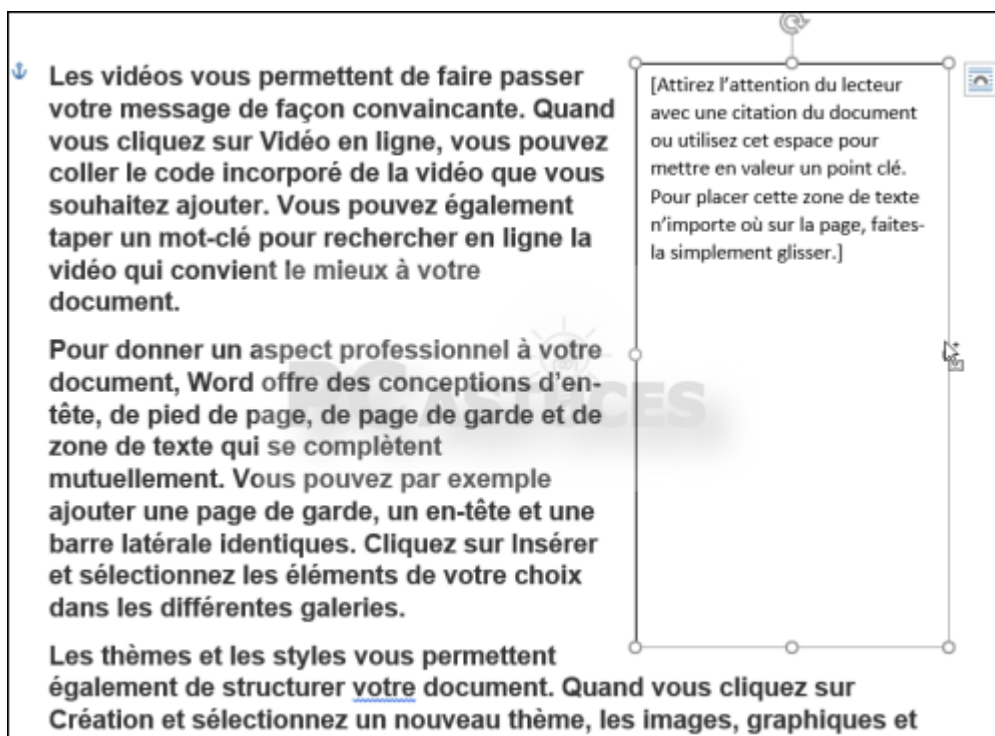 Les vidéos vous permettent de faire passer
votre message de façon convaincante. Quand
vous cliquez sur Vidéo en ligne, vous pouvez
coller le code incorporé de la vidéo que vous
souhaitez ajouter. Vous pouvez également
taper un mot-clé pour rechercher en ligne la
vidéo qui convient le mieux à votre
document.
Pour donner un aspect professionnel à votre
document, Word offre des conceptions d'en-
tête, de pied de page, de page de garde et de
zone de texte qui se complètent
mutuellement. Vous pouvez par exemple
ajouter une page de garde, un en-tête et une
barre latérale identiques. Cliquez sur Insérer
et sélectionnez les éléments de votre choix
dans les différentes galeries.
Les thèmes et les styles vous permettent
également de structurer votre document. Quand vous cliquez sur
Création et sélectionnez un nouveau thème, les images, graphiques et
[Attirez l'attention du lecteur
avec une citation du document
ou utilisez cet espace pour
mettre en valeur un point clé.
Pour placer cette zone de texte
n'importe où sur la page, faites-
la simplement glisser.]
PC ASTUCES